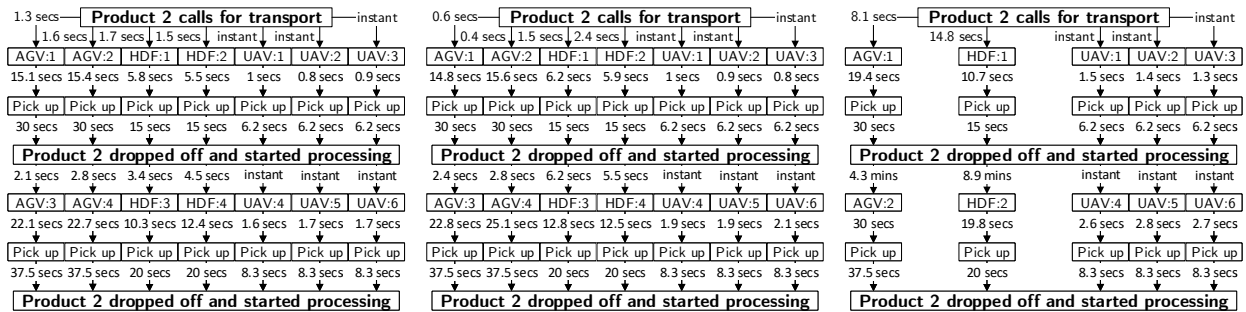 1.3 secs Product 2 calls for transport instant
1.6 secs 1.7 secs 1.5 secs instant instant
AGV:1 AGV:2 HDF:1 HDF:2 UAV:1 UAV:2 UAV:3
15.1 secs 15.4 secs 5.8 secs 5.5 secs 1 secs 0.8 secs 0.9 secs
Pick up Pick up Pick up Pick up Pick up Pick up Pick up
30 secs 30 secs 15 secs 15 secs 6.2 secs 6.2 secs 6.2 secs
Product 2 dropped off and started processing
2.1 secs 2.8 secs 3.4 secs 4.5 secs instant instant instant
AGV:3 AGV:4 HDF:3 HDF:4 UAV:4 UAV:5 UAV:6
22.1 secs 22.7 secs 10.3 secs 12.4 secs 1.6 secs 1.7 secs 1.7 secs
Pick up Pick up Pick up Pick up Pick up Pick up Pick up
37.5 secs 37.5 secs 20 secs 20 secs 8.3 secs 8.3 secs 8.3 secs
Product 2 dropped off and started processing
0.6 secs Product 2 calls for transport instant
0.4 secs 1.5 secs 2.4 secs instant instant
AGV:1 AGV:2 HDF:1 HDF:2 UAV:1 UAV:2 UAV:3
14.8 secs 15.6 secs 6.2 secs 5.9 secs 1 secs 0.9 secs 0.8 secs
Pick up Pick up Pick up Pick up Pick up Pick up Pick up
30 secs 30 secs 15 secs 15 secs 6.2 secs 6.2 secs 6.2 secs
Product 2 dropped off and started processing
2.4 secs 2.8 secs 6.2 secs 5.5 secs instant instant instant
AGV:3 AGV:4 HDF:3 HDF:4 UAV:4 UAV:5 UAV:6
22.8 secs 25.1 secs 12.8 secs 12.5 secs 1.9 secs 1.9 secs 2.1 secs
Pick up Pick up Pick up Pick up Pick up Pick up Pick up
37.5 secs 37.5 secs 20 secs 20 secs 8.3 secs 8.3 secs 8.3 secs
Product 2 dropped off and started processing
8.1 secs Product 2 calls for transport instant
14.8 secs instant instant
AGV:1 HDF:1 UAV:1 UAV:2 UAV:3
19.4 secs 10.7 secs 1.5 secs 1.4 secs 1.3 secs
Pick up Pick up Pick up Pick up Pick up
30 secs 15 secs 6.2 secs 6.2 secs 6.2 secs
Product 2 dropped off and started processing
4.3 mins 8.9 mins instant instant instant
AGV:2 HDF:2 UAV:4 UAV:5 UAV:6
30 secs 19.8 secs 2.6 secs 2.8 secs 2.7 secs
Pick up Pick up Pick up Pick up Pick up
37.5 secs 20 secs 8.3 secs 8.3 secs 8.3 secs
Product 2 dropped off and started processing